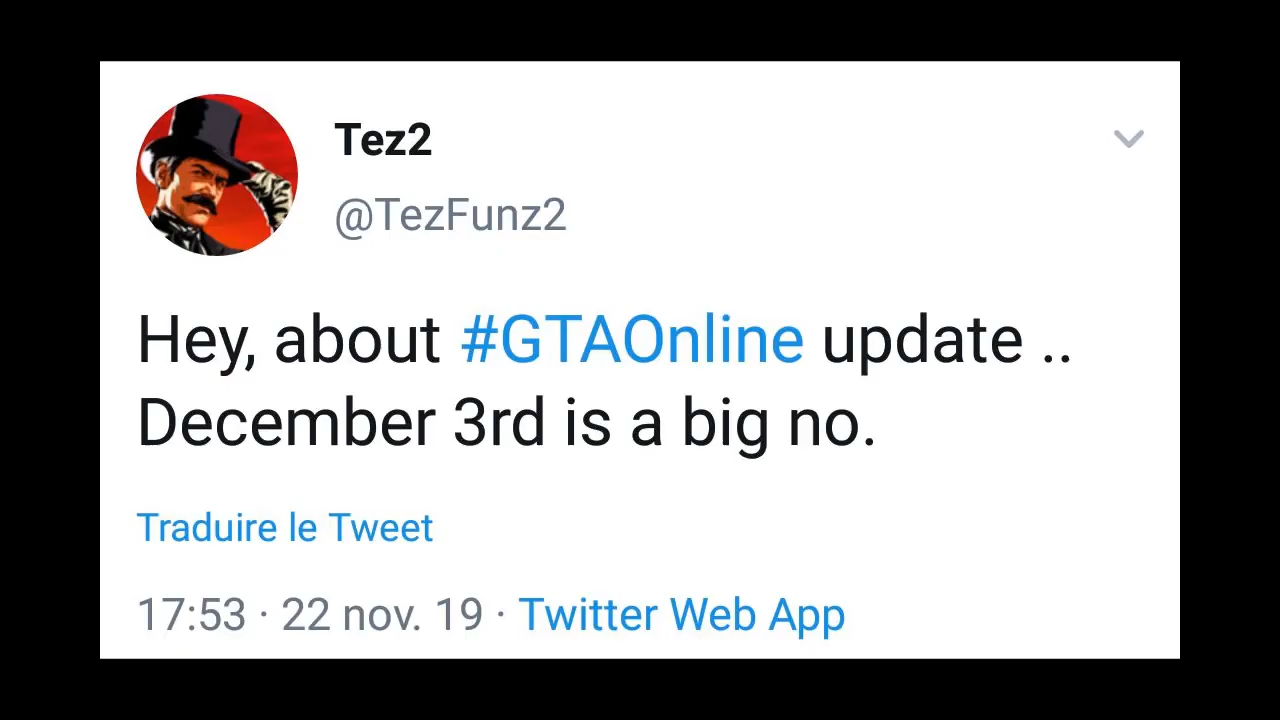 Tez2
@TezFunz2
Hey, about #GTAOnline update ..
December 3rd is a big no.
Traduire le Tweet
17:53 · 22 nov. 19 · Twitter Web App